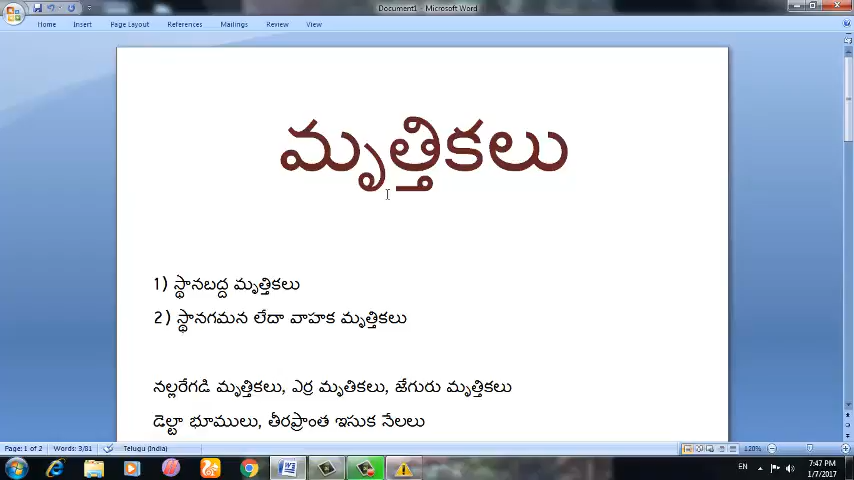 Document1 - Microsoft Word
Home Insert Page Layout References Mailings Review View
మృత్తికలు
1) స్థానబద్ద మృత్తికలు
2) స్థానగమన లేదా వాహక మృత్తికలు
నల్లరేగడి మృత్తికలు, ఎర్ర మృతికలు, జేగురు మృత్తికలు
డెల్టా భూములు, తీరప్రాంత ఇసుక నేలలు
Page: 1 of 2 Words: 3/81 Telugu (India) 120%
EN 7:47 PM
1/7/2017